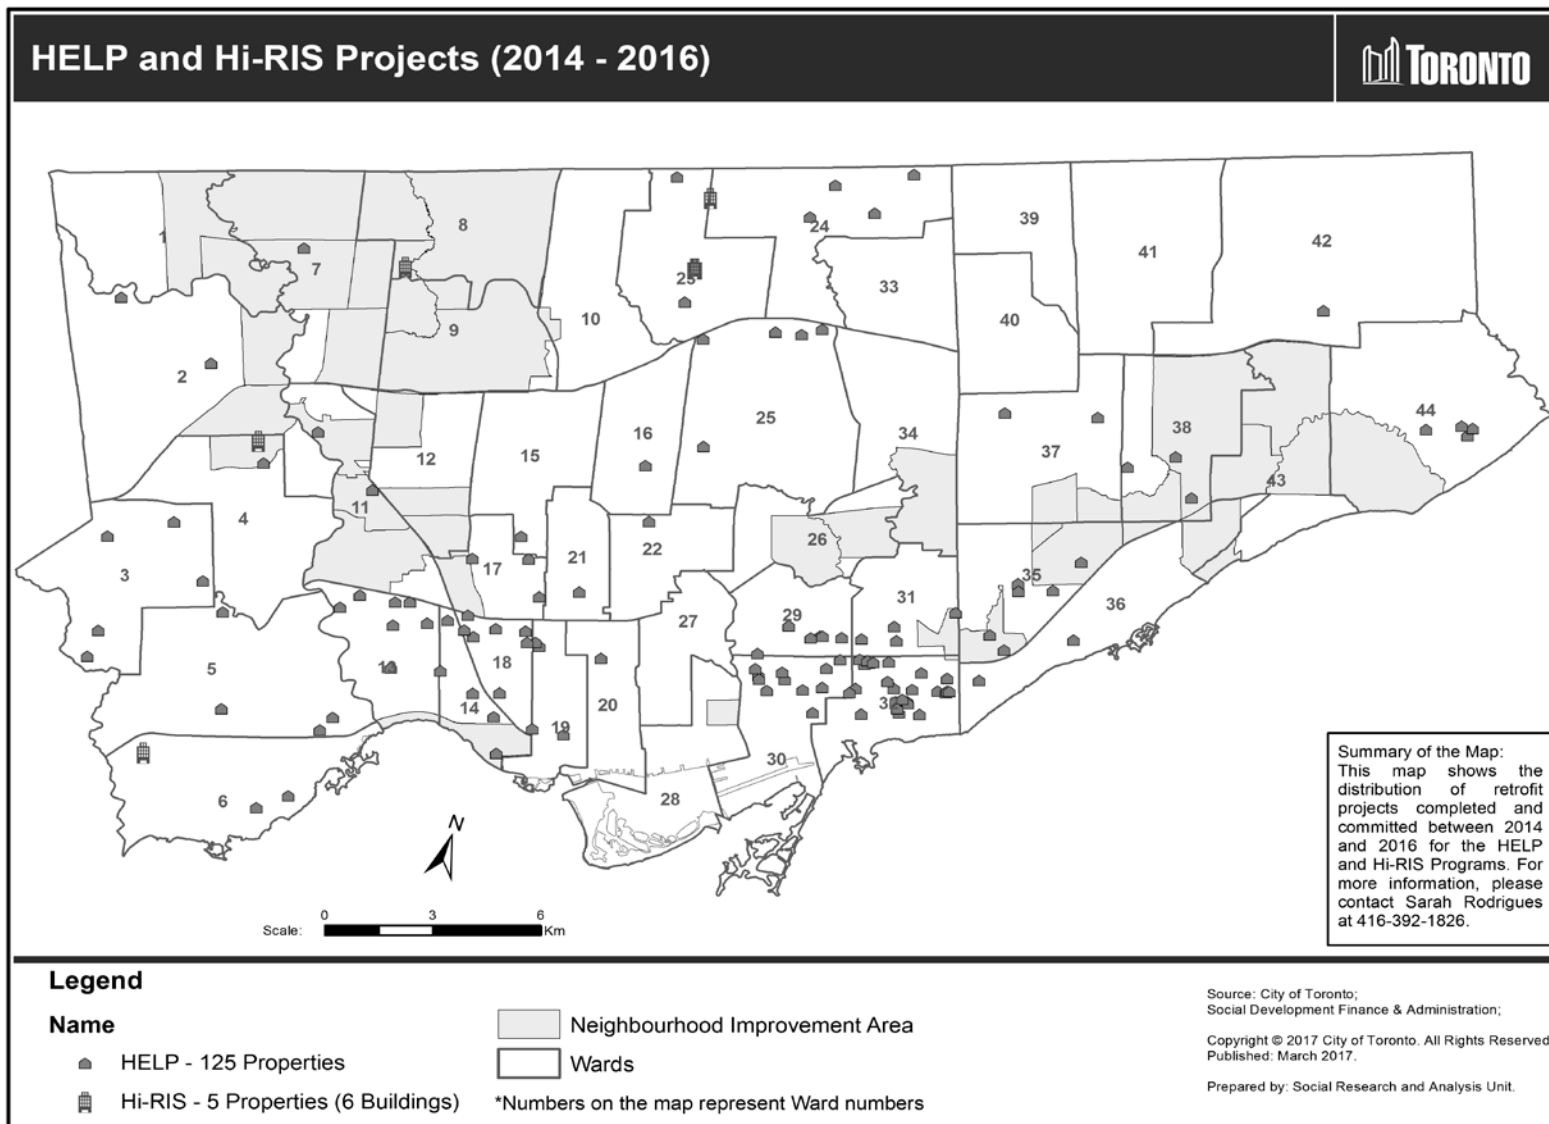 HELP and Hi-RIS Projects (2014 - 2016)
TORONTO
1
8
7
9
2
10
24
39
41
42
33
40
12
15
16
25
34
37
38
44
43
11
4
3
17
21
22
26
35
31
36
29
27
5
18
14
19
20
30
6
28
N
Summary of the Map:
This map shows the
distribution of retrofit
projects completed and
committed between 2014
and 2016 for the HELP
and Hi-RIS Programs. For
more information, please
contact Sarah Rodrigues
at 416-392-1826.
0 3 6
Scale: Km
Legend
Name
HELP - 125 Properties
Hi-RIS - 5 Properties (6 Buildings)
Neighbourhood Improvement Area
Wards
*Numbers on the map represent Ward numbers
Source: City of Toronto;
Social Development Finance & Administration;
Copyright © 2017 City of Toronto. All Rights Reserved
Published: March 2017.
Prepared by: Social Research and Analysis Unit.